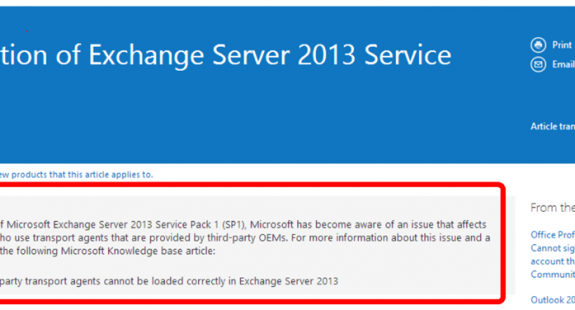 tion of Exchange Server 2013 Service
Print
Email
Article tran
ew products that this article applies to.
f Microsoft Exchange Server 2013 Service Pack 1 (SP1), Microsoft has become aware of an issue that affects
ho use transport agents that are provided by third-party OEMs. For more information about this issue and a
the following Microsoft Knowledge base article:
party transport agents cannot be loaded correctly in Exchange Server 2013
From the
Office Prof
Cannot sig
account th
Communit
Outlook 20